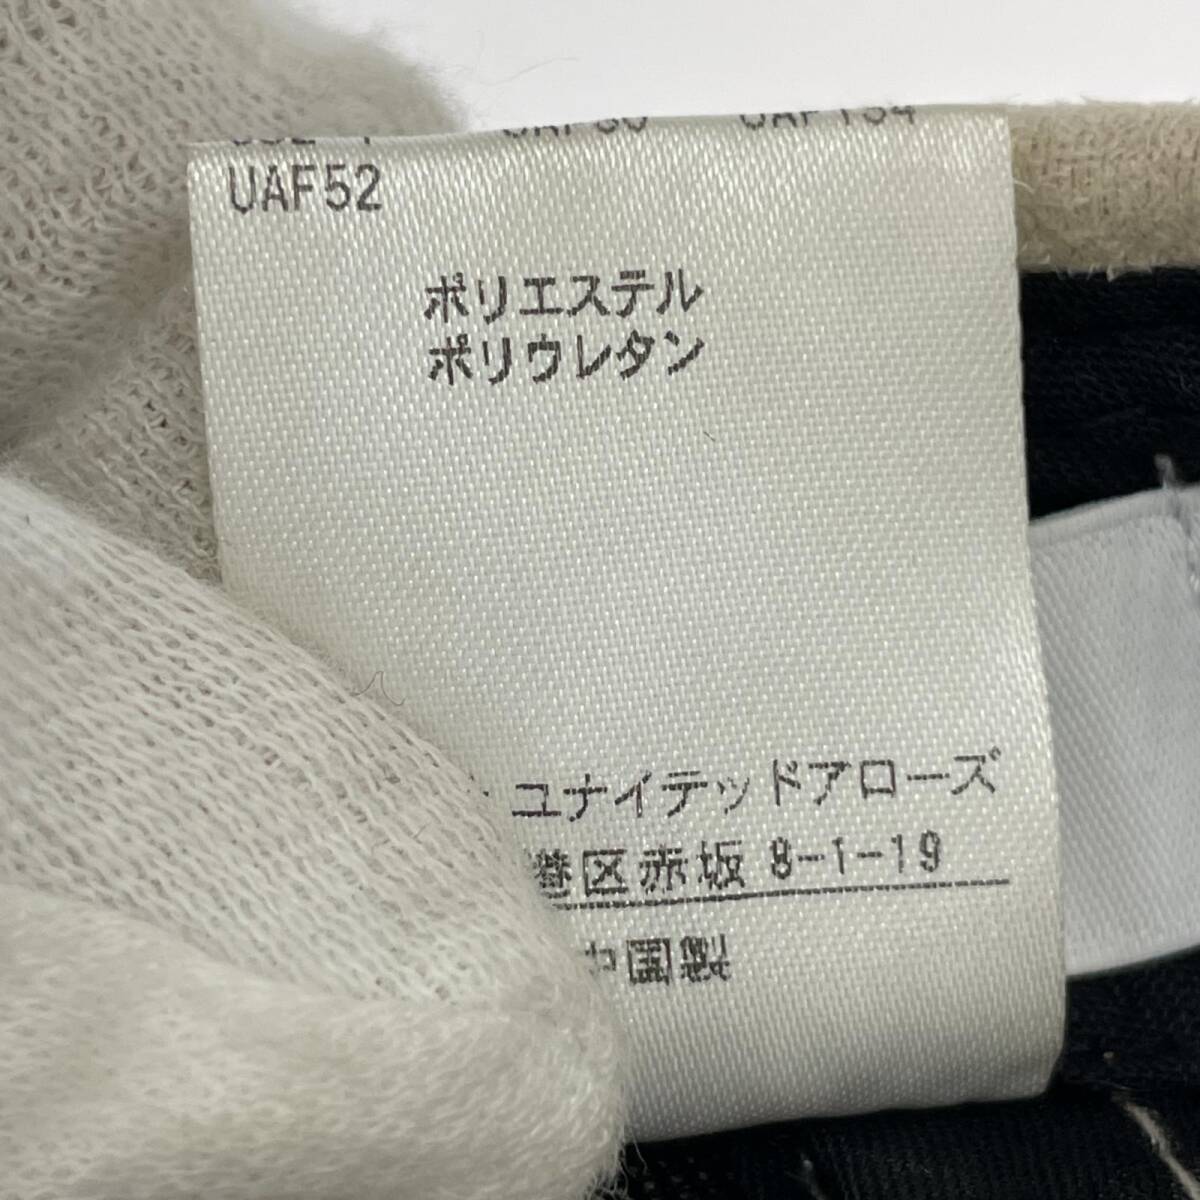 UAF52
ポリエステル
ポリウレタン
ユナイテッドアローズ
港区赤坂 8-1-19
中国製